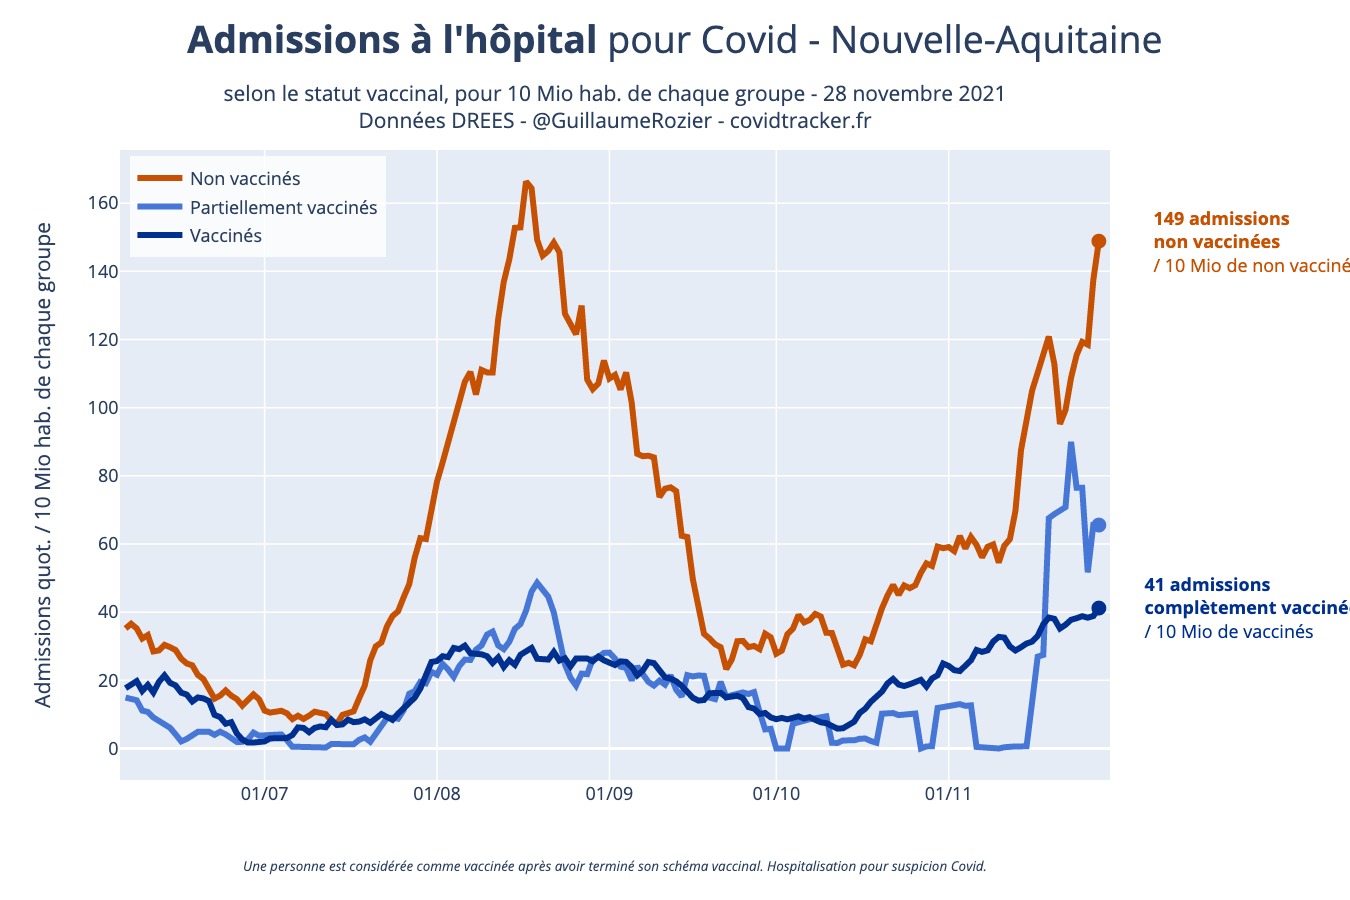 Admissions à l'hôpital pour Covid - Nouvelle-Aquitaine
selon le statut vaccinal, pour 10 Mio hab. de chaque groupe - 28 novembre 2021
Données DREES - @GuillaumeRozier - covidtracker.fr
Non vaccinés
Partiellement vaccinés
Vaccinés
Admissions quot. / 10 Mio hab. de chaque groupe
160
140
120
100
80
60
40
20
0
01/07
01/08
01/09
01/10
01/11
149 admissions
non vaccinées
/ 10 Mio de non vacciné
41 admissions
complètement vacciné
/ 10 Mio de vaccinés
Une personne est considérée comme vaccinée après avoir terminé son schéma vaccinal. Hospitalisation pour suspicion Covid.